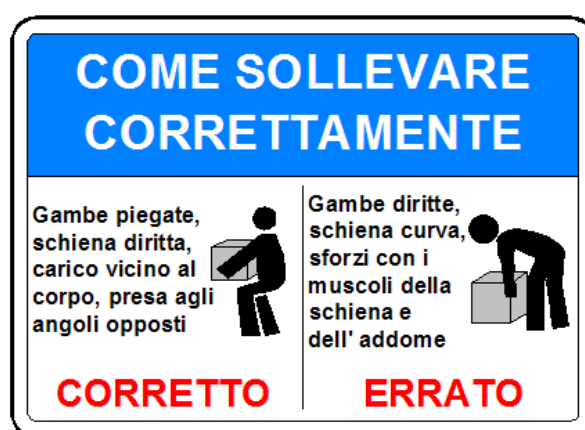 COME SOLLEVARE
CORRETTAMENTE
Gambe piegate,
schiena diritta,
carico vicino al
corpo, presa agli
angoli opposti
CORRETTO
Gambe diritte,
schiena curva,
sforzi con i
muscoli della
schiena e
dell' addome
ERRATO